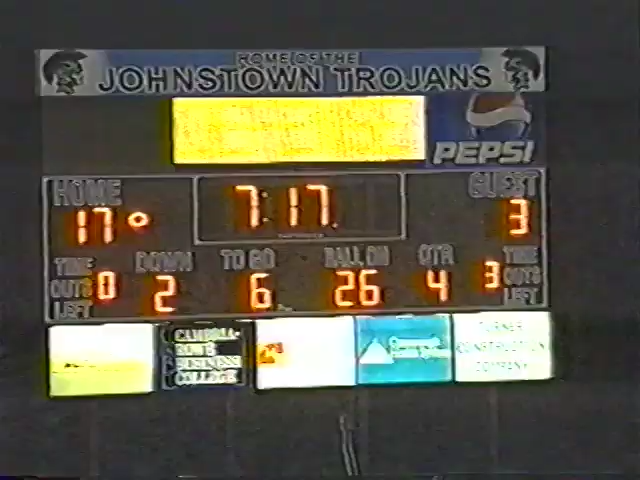 HOME OF THE
JOHNSTOWN TROJANS
PEPSI
HOME
GUEST
17
7:17
3
DOWN
TO GO
BALL ON
QTR
TIME OUTS LEFT
0
2
6
26
4
3
TIME OUTS LEFT
CAMBRIA-
ROWE
BUSINESS
COLLEGE
TURNER
CONSTRUCTION
COMPANY